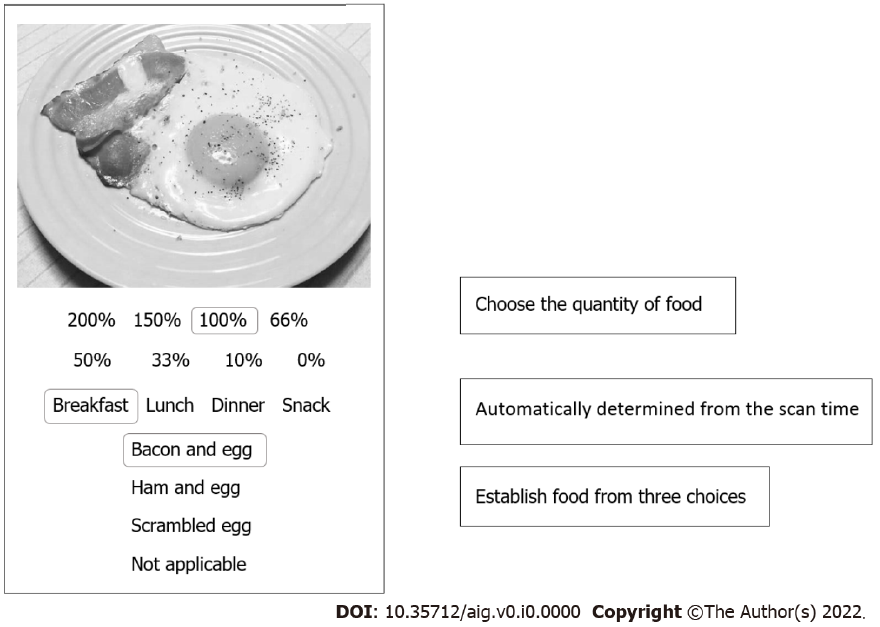 200% 150% 100% 66%
50% 33% 10% 0%
Breakfast Lunch Dinner Snack
Bacon and egg
Ham and egg
Scrambled egg
Not applicable
Choose the quantity of food
Automatically determined from the scan time
Establish food from three choices
DOI: 10.35712/aig.v0.i0.0000 Copyright ©The Author(s) 2022.